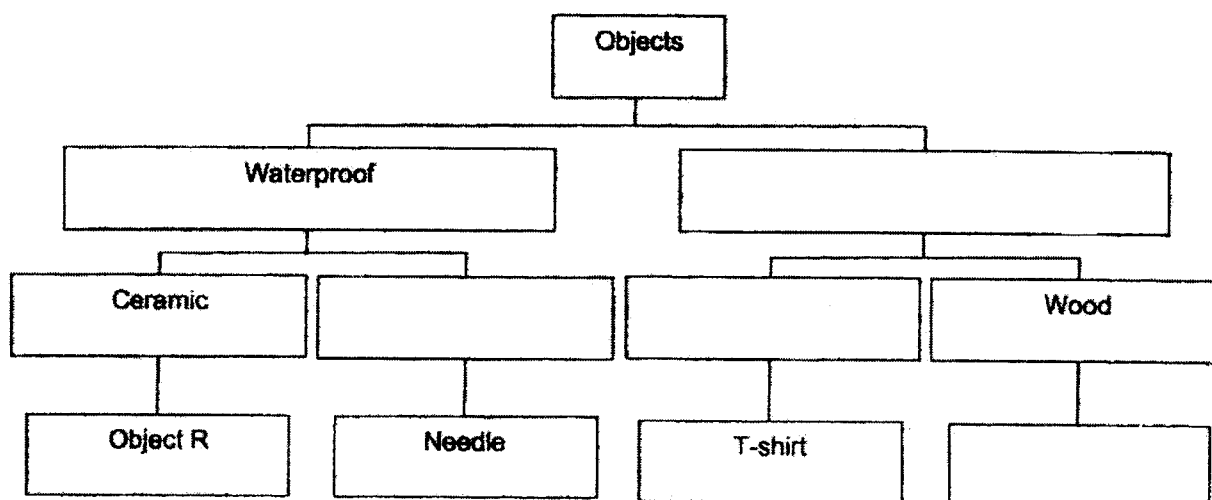 Objects
Waterproof
Ceramic
Wood
Object R
Needle
T-shirt